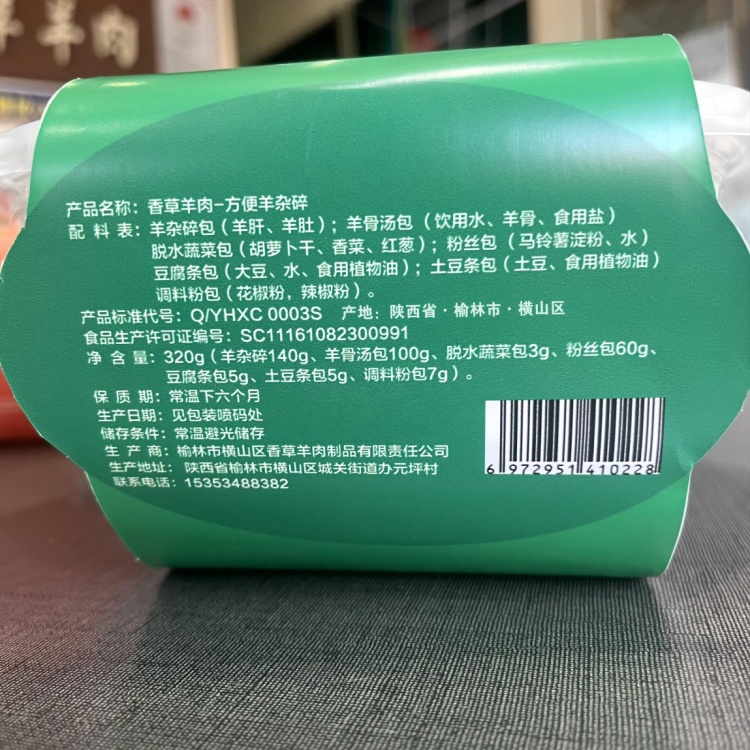 羊肉
产品名称：香草羊肉-方便羊杂碎
配 料 表：羊杂碎包（羊肝、羊肚）；羊骨汤包（饮用水、羊骨、食用盐）
脱水蔬菜包（胡萝卜干、香菜、红葱）；粉丝包（马铃薯淀粉、水）
豆腐条包（大豆、水、食用植物油）；土豆条包（土豆、食用植物油）
调料粉包（花椒粉，辣椒粉）。
产品标准代号：Q/YHXC 0003S 产地：陕西省·榆林市·横山区
食品生产许可证编号：SC11161082300991
净 含 量：320g（羊杂碎140g、羊骨汤包100g、脱水蔬菜包3g、粉丝包60g、
豆腐条包5g、土豆条包5g、调料粉包7g）。
保 质 期：常温下六个月
生产日期：见包装喷码处
储存条件：常温避光储存
生 产 商：榆林市横山区香草羊肉制品有限责任公司
生产地址：陕西省榆林市横山区城关街道办元坪村
联系电话：15353488382
6 972951 410228